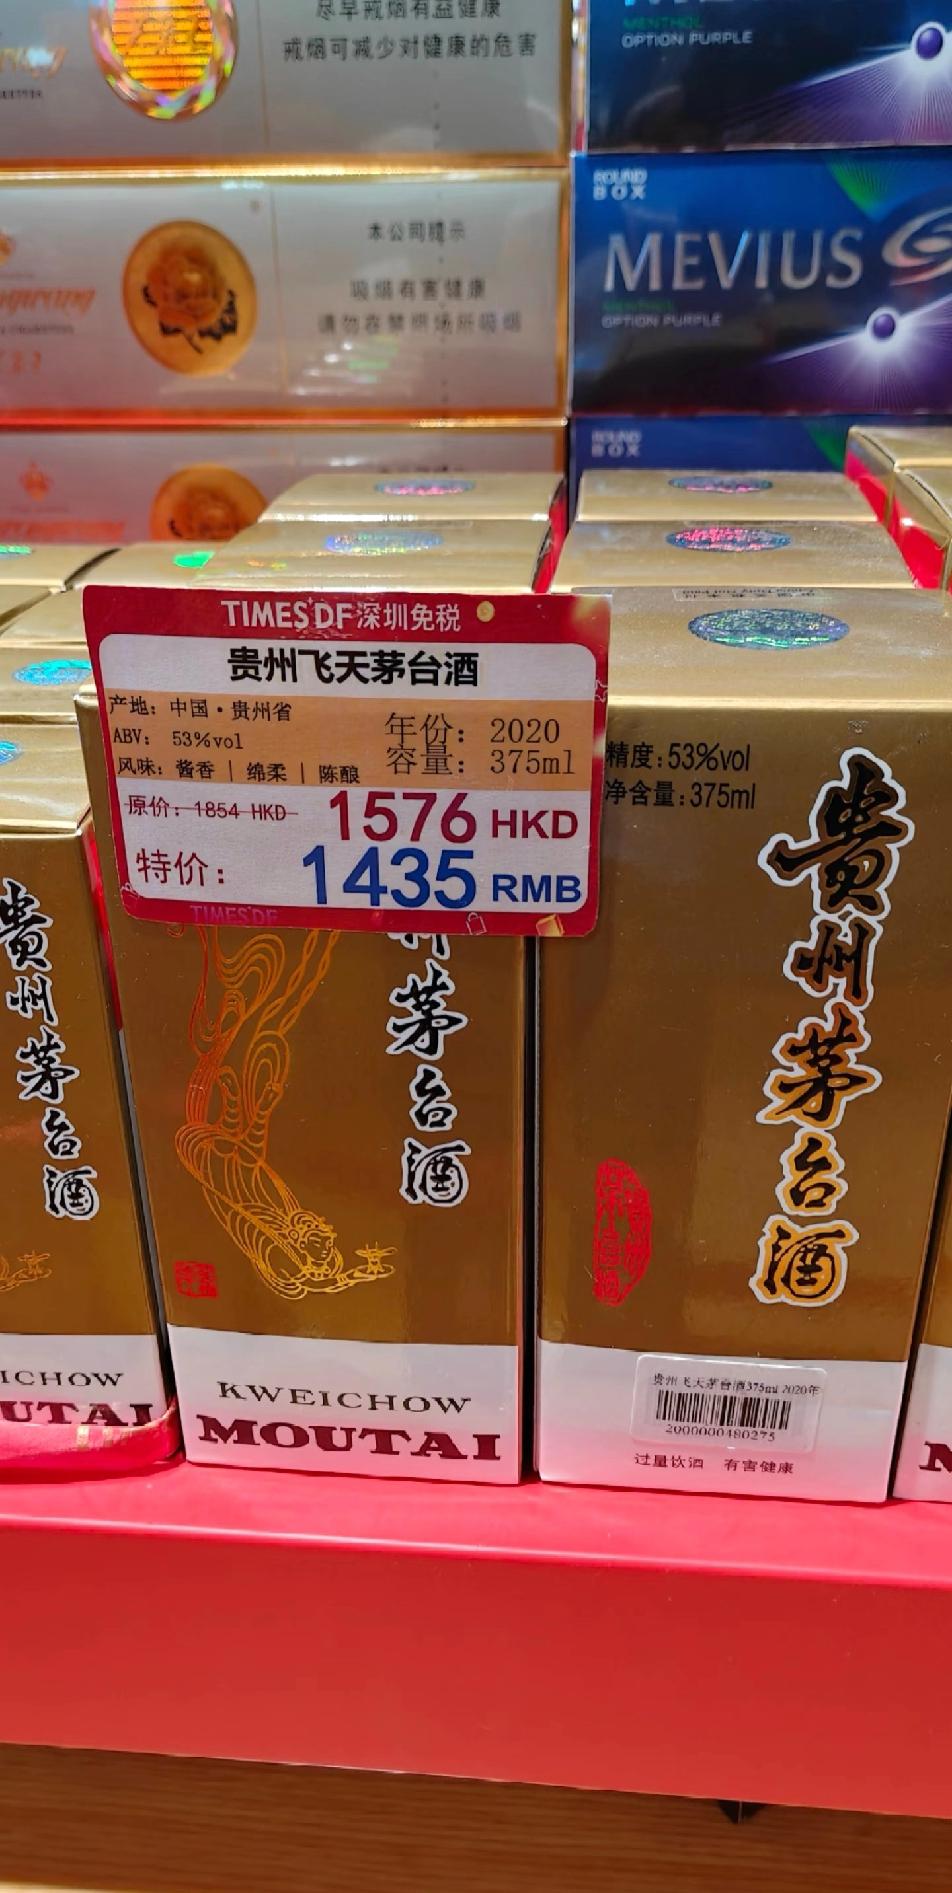 尽早戒烟有益健康
戒烟可减少对健康的危害
MENTHOL
OPTION PURPLE
ROUND
BOX
MEVIUS
MENTHOL
OPTION PURPLE
本公司提示
吸烟有害健康
请勿在禁烟场所吸烟
ROUND
BOX
TIMES DF 深圳免税
贵州飞天茅台酒
产地：中国·贵州省
ABV： 53%vol
风味：酱香 | 绵柔 | 陈酿
年份：2020
容量：375ml
原价：1854 HKD
1576 HKD
特价：
1435 RMB
TIMES DF
精度:53%vol
净含量:375ml
贵州茅台酒
贵州茅台酒
州茅台酒
ICHOW
UTAI
KWEICHOW
MOUTAI
贵州飞天茅台酒375ml 2020年
2000000480275
过量饮酒 有害健康
M